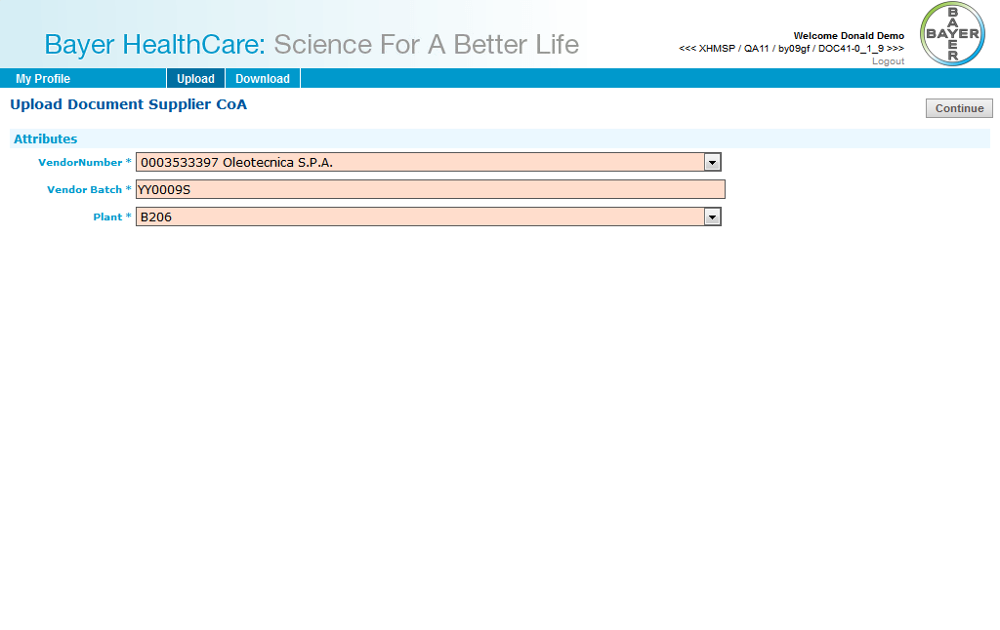 Bayer HealthCare: Science For A Better Life
Welcome Donald Demo
<<< XHMSP / QA11 / by09gf / DOC41-0_1_9 >>>
Logout
BAYER
BAYER
My Profile Upload Download
Upload Document Supplier CoA
Continue
Attributes
VendorNumber * 0003533397 Oleotecnica S.P.A.
Vendor Batch * YY0009S
Plant * B206